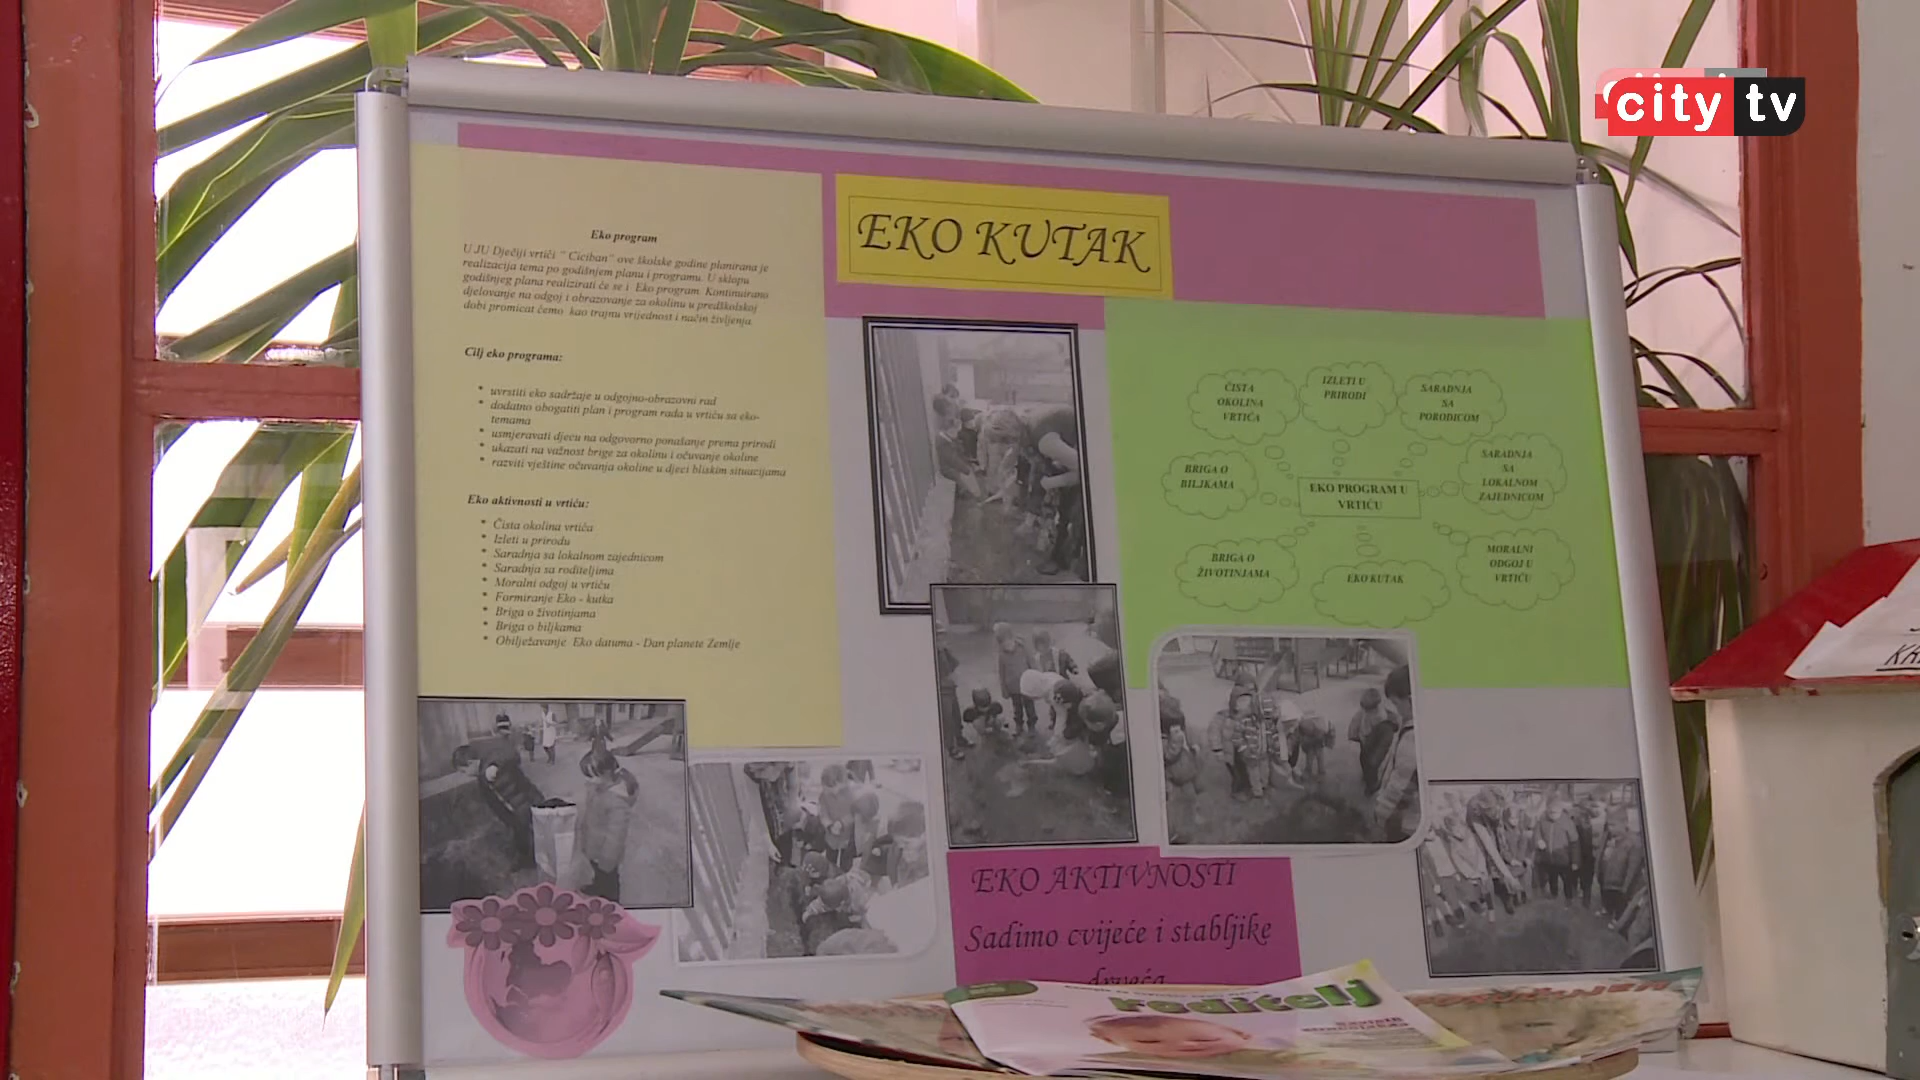 city tv
EKO KUTAK
Eko program
U JU Dječiji vrtići " Ciciban" ove školske godine planirana je
realizacija tema po godišnjem planu i programu. U sklopu
godišnjeg plana realizirati će se i Eko program. Kontinuirano
djelovanje na odgoj i obrazovanje za okolinu u predškolskoj
dobi promicat ćemo kao trajnu vrijednost i način življenja.
Cilj eko programa:
• uvrstiti eko sadržaje u odgojno-obrazovni rad
• dodatno obogatiti plan i program rada u vrtiću sa eko-
temama
• usmjeravati djecu na odgovorno ponašanje prema prirodi
• ukazati na važnost brige za okolinu i očuvanje okoline
• razviti vještine očuvanja okoline u djeci bliskim situacijama
Eko aktivnosti u vrtiću:
• Čista okolina vrtića
• Izleti u prirodu
• Saradnja sa lokalnom zajednicom
• Saradnja sa roditeljima
• Moralni odgoj u vrtiću
• Formiranje Eko - kutka
• Briga o životinjama
• Briga o biljkama
• Obilježavanje Eko datuma - Dan planete Zemlje
ČISTA
OKOLINA
VRTIĆA
IZLETI U
PRIRODI
SARADNJA
SA
PORODICOM
BRIGA O
BILJKAMA
EKO PROGRAM U
VRTIĆU
SARADNJA
SA
LOKALNOM
ZAJEDNICOM
BRIGA O
ŽIVOTINJAMA
EKO KUTAK
MORALNI
ODGOJ U
VRTIĆU
EKO AKTIVNOSTI
Sadimo cvijeće i stabljike
drveća
roditelj